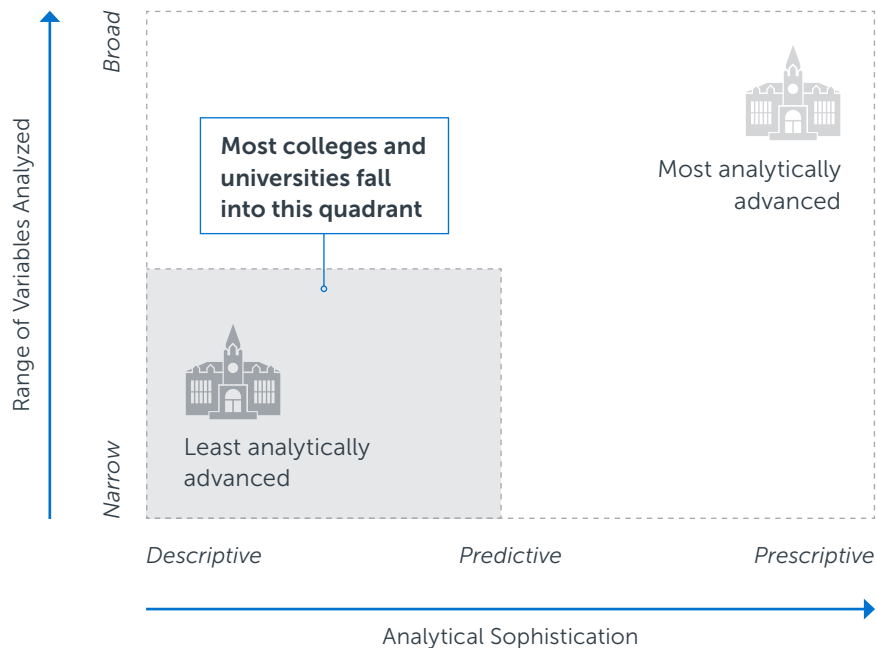 Range of Variables Analyzed
Broad
Narrow
Most colleges and
universities fall
into this quadrant
Most analytically
advanced
Least analytically
advanced
Descriptive
Predictive
Prescriptive
Analytical Sophistication